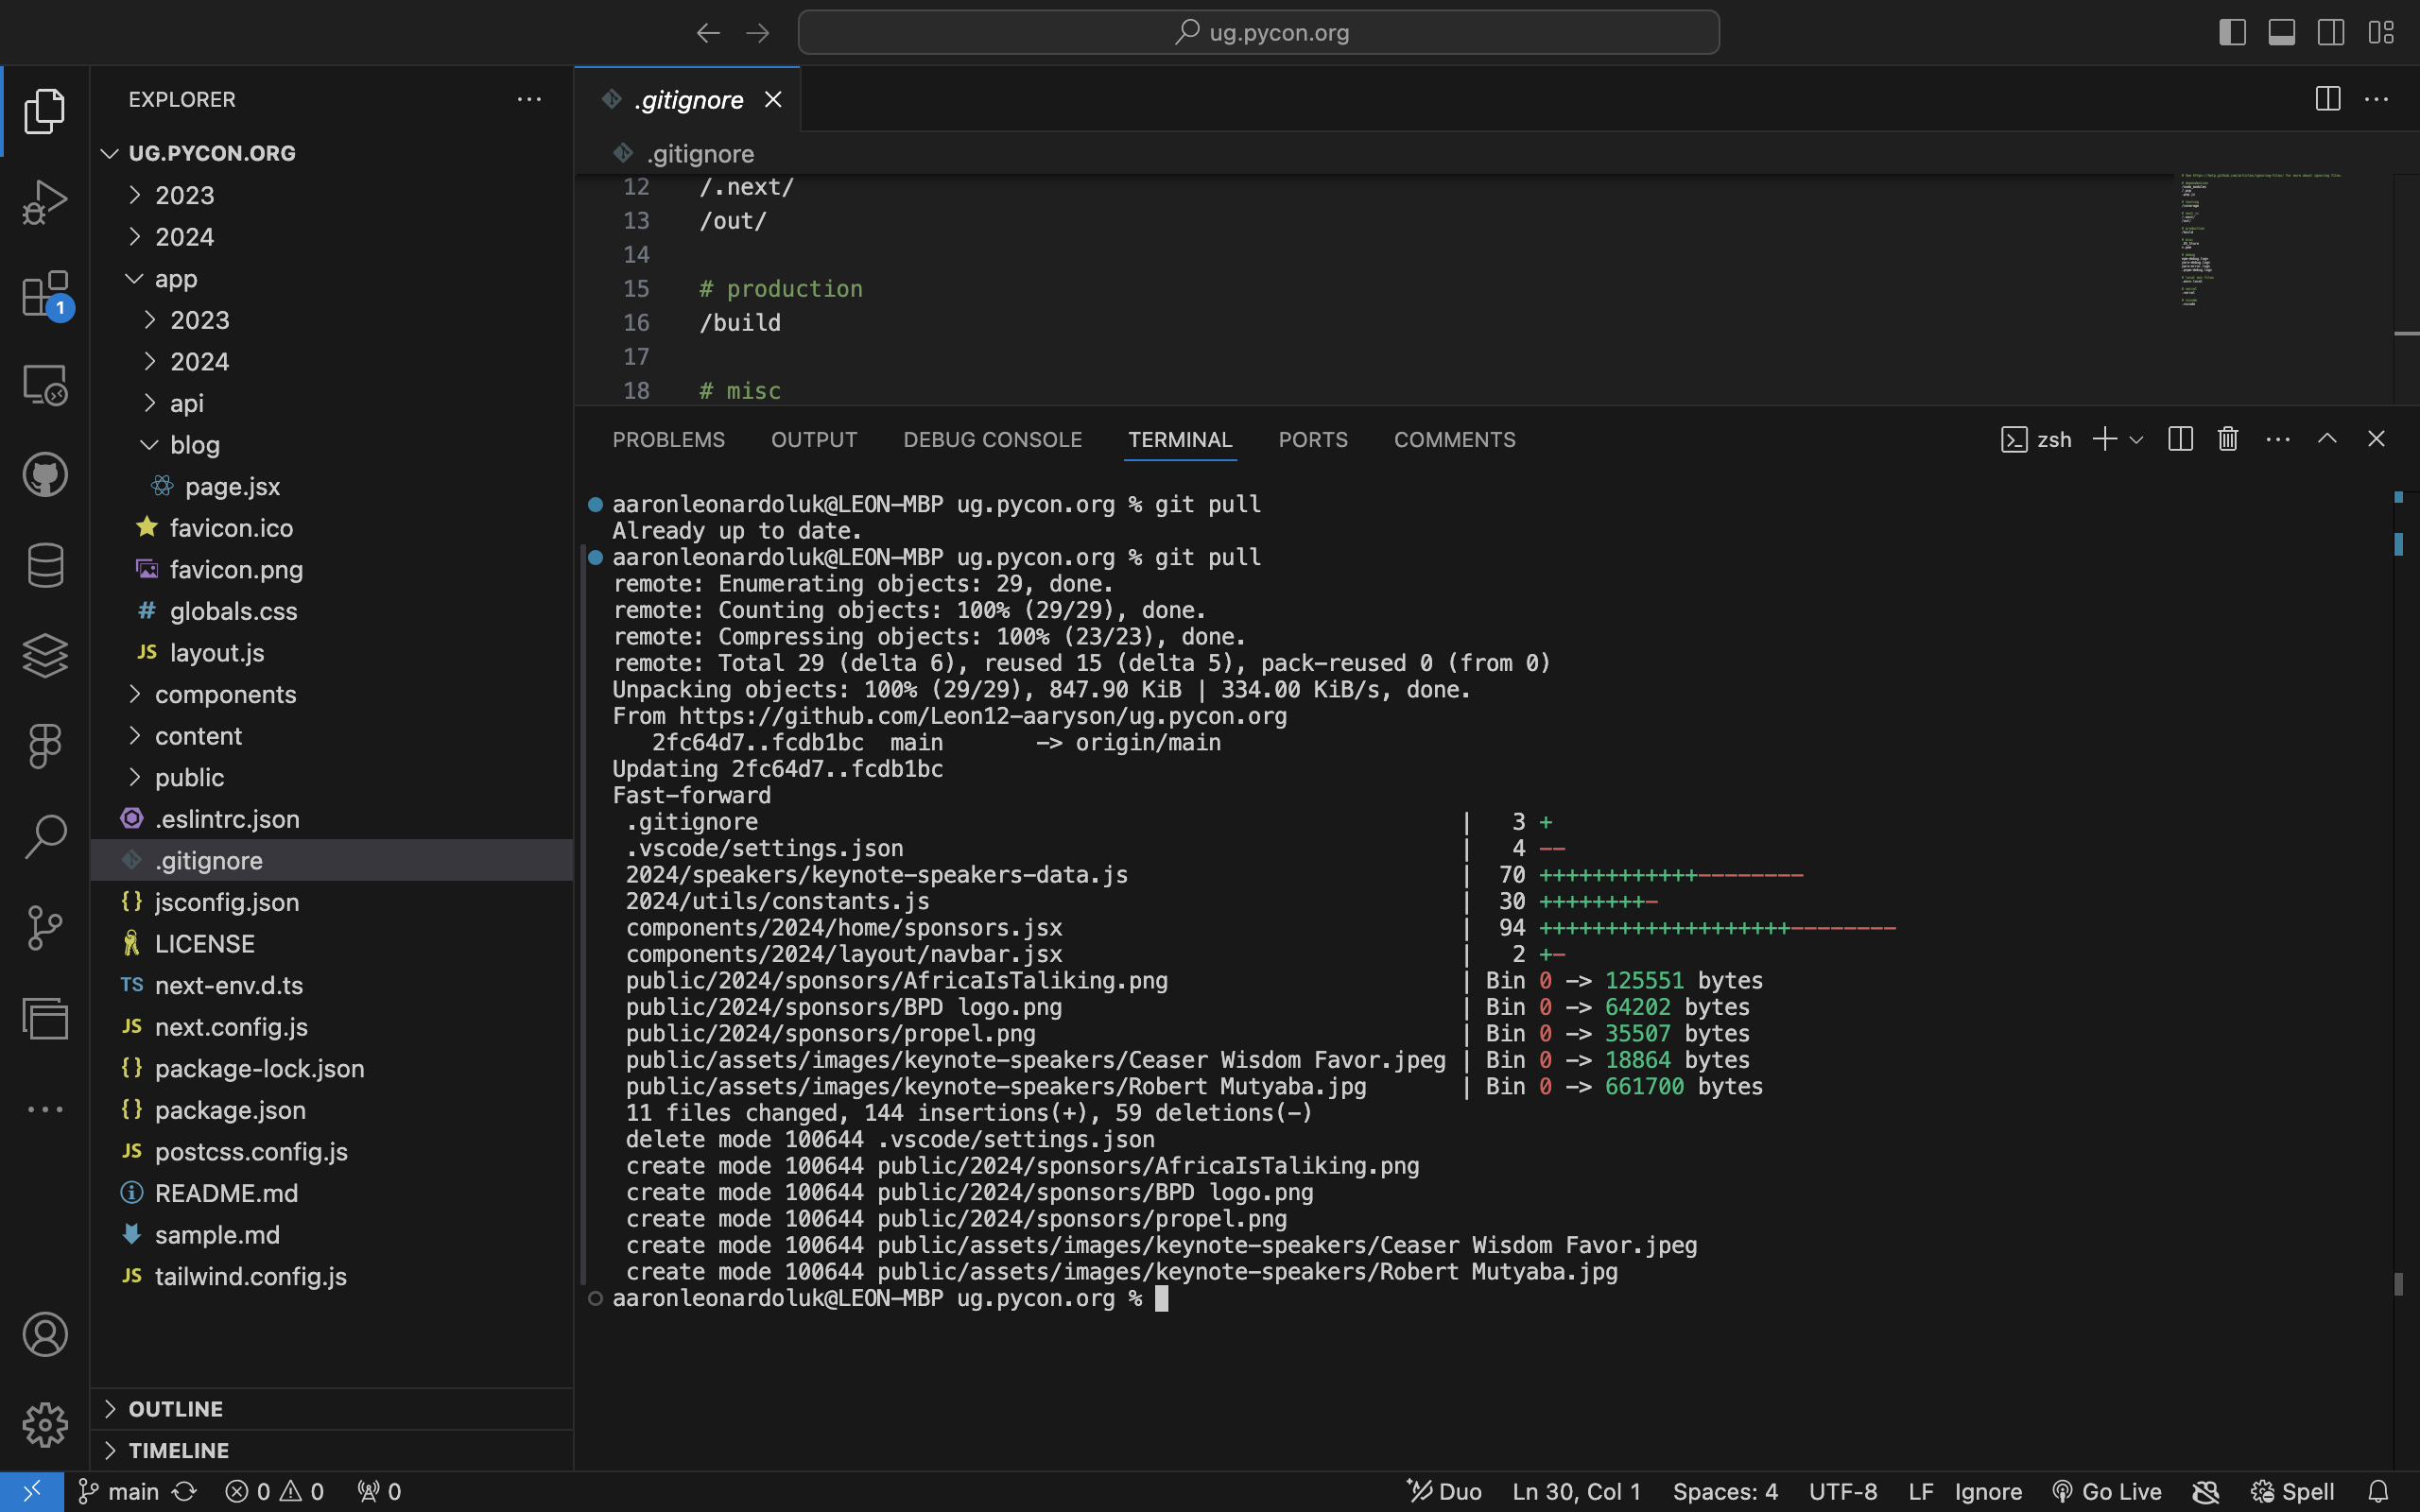 ug.pycon.org
EXPLORER
UG.PYCON.ORG
2023
2024
app
2023
2024
api
blog
page.jsx
favicon.ico
favicon.png
# globals.css
JS layout.js
components
content
public
.eslintrc.json
.gitignore
{} jsconfig.json
LICENSE
TS next-env.d.ts
JS next.config.js
{} package-lock.json
{} package.json
JS postcss.config.js
README.md
sample.md
JS tailwind.config.js
OUTLINE
TIMELINE
1
.gitignore
.gitignore
12 /.next/
13 /out/
14
15 # production
16 /build
17
18 # misc
PROBLEMS OUTPUT DEBUG CONSOLE TERMINAL PORTS COMMENTS
zsh
aaronleonardoluk@LEON-MBP ug.pycon.org % git pull
Already up to date.
aaronleonardoluk@LEON-MBP ug.pycon.org % git pull
remote: Enumerating objects: 29, done.
remote: Counting objects: 100% (29/29), done.
remote: Compressing objects: 100% (23/23), done.
remote: Total 29 (delta 6), reused 15 (delta 5), pack-reused 0 (from 0)
Unpacking objects: 100% (29/29), 847.90 KiB | 334.00 KiB/s, done.
From https://github.com/Leon12-aaryson/ug.pycon.org
   2fc64d7..fcdb1bc  main       -> origin/main
Updating 2fc64d7..fcdb1bc
Fast-forward
 .gitignore | 3 +
 .vscode/settings.json | 4 --
 2024/speakers/keynote-speakers-data.js | 70 ++++++++++++--------
 2024/utils/constants.js | 30 ++++++++-
 components/2024/home/sponsors.jsx | 94 +++++++++++++++++++--------
 components/2024/layout/navbar.jsx | 2 +-
 public/2024/sponsors/AfricaIsTaliking.png | Bin 0 -> 125551 bytes
 public/2024/sponsors/BPD logo.png | Bin 0 -> 64202 bytes
 public/2024/sponsors/propel.png | Bin 0 -> 35507 bytes
 public/assets/images/keynote-speakers/Ceaser Wisdom Favor.jpeg | Bin 0 -> 18864 bytes
 public/assets/images/keynote-speakers/Robert Mutyaba.jpg | Bin 0 -> 661700 bytes
 11 files changed, 144 insertions(+), 59 deletions(-)
 delete mode 100644 .vscode/settings.json
 create mode 100644 public/2024/sponsors/AfricaIsTaliking.png
 create mode 100644 public/2024/sponsors/BPD logo.png
 create mode 100644 public/2024/sponsors/propel.png
 create mode 100644 public/assets/images/keynote-speakers/Ceaser Wisdom Favor.jpeg
 create mode 100644 public/assets/images/keynote-speakers/Robert Mutyaba.jpg
aaronleonardoluk@LEON-MBP ug.pycon.org %
main 0 0 0 Duo Ln 30, Col 1 Spaces: 4 UTF-8 LF Ignore Go Live Spell